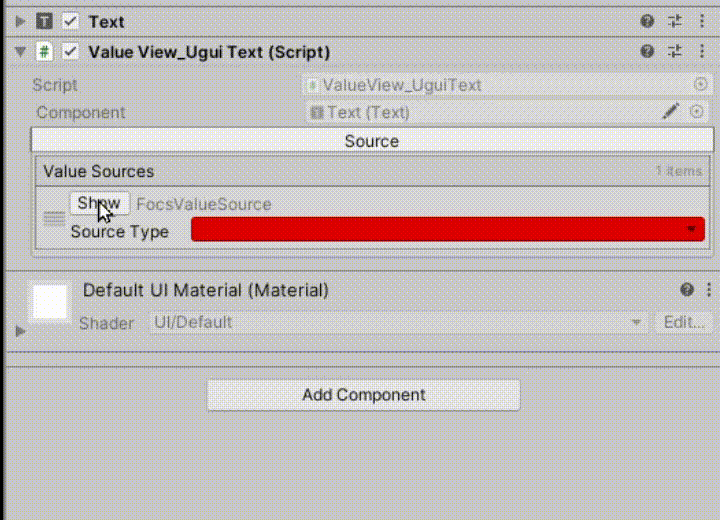 Text
Value View_Ugui Text (Script)
Script
ValueView_UguiText
Component
Text (Text)
Source
Value Sources
1 items
Show
FocsValueSource
Source Type
Default UI Material (Material)
Shader
UI/Default
Edit...
Add Component